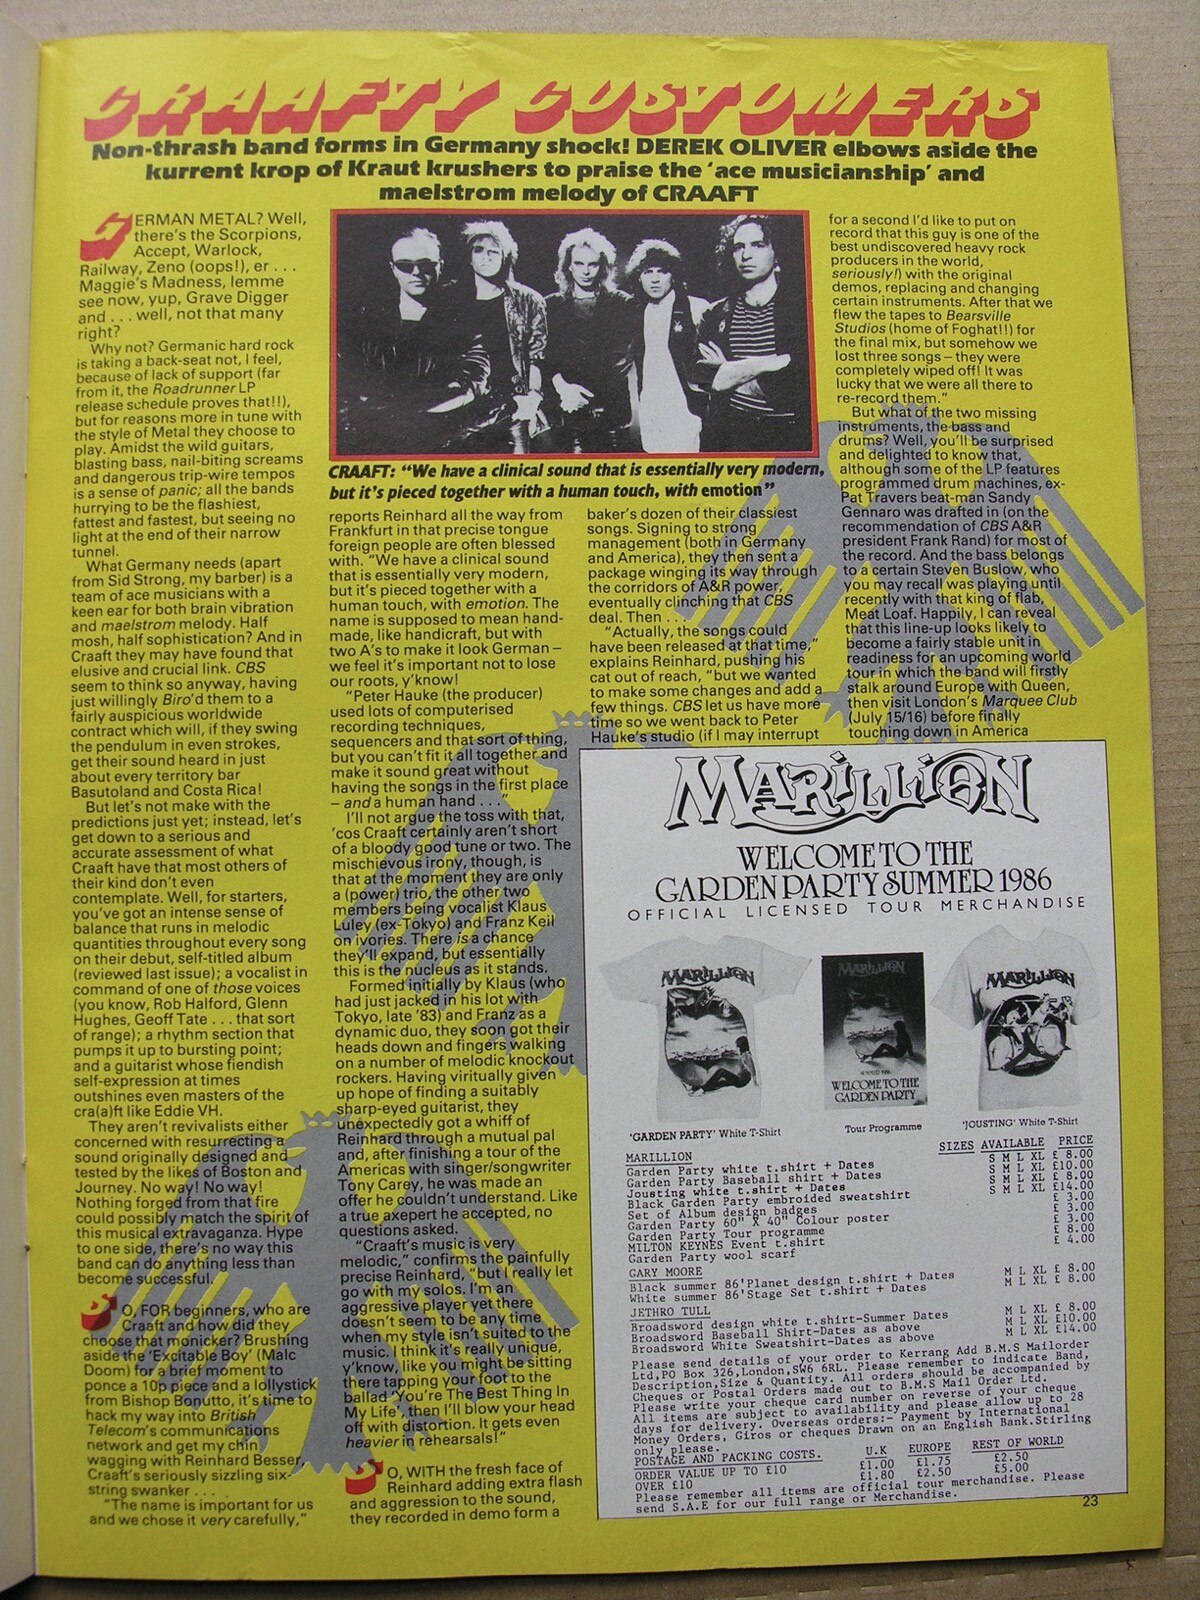 CRAAFTY CUSTOMERS
Non-thrash band forms in Germany shock! DEREK OLIVER elbows aside the
kurrent krop of Kraut krushers to praise the 'ace musicianship' and
maelstrom melody of CRAAFT
GERMAN METAL? Well,
there's the Scorpions,
Accept, Warlock,
Railway, Zeno (oops!), er . . .
Maggie's Madness, lemme
see now, yup, Grave Digger
and . . . well, not that many
right?
Why not? Germanic hard rock
is taking a back-seat not, I feel,
because of lack of support (far
from it, the Roadrunner LP
release schedule proves that!!),
but for reasons more in tune with
the style of Metal they choose to
play. Amidst the wild guitars,
blasting bass, nail-biting screams
and dangerous trip-wire tempos
is a sense of panic; all the bands
hurrying to be the flashiest,
fattest and fastest, but seeing no
light at the end of their narrow
tunnel.
What Germany needs (apart
from Sid Strong, my barber) is a
team of ace musicians with a
keen ear for both brain vibration
and maelstrom melody. Half
mosh, half sophistication? And in
Craaft they may have found that
elusive and crucial link. CBS
seem to think so anyway, having
just willingly Biro'd them to a
fairly auspicious worldwide
contract which will, if they swing
the pendulum in even strokes,
get their sound heard in just
about every territory bar
Basutoland and Costa Rica!
But let's not make with the
predictions just yet; instead, let's
get down to a serious and
accurate assessment of what
Craaft have that most others of
their kind don't even
contemplate. Well, for starters,
you've got an intense sense of
balance that runs in melodic
quantities throughout every song
on their debut, self-titled album
(reviewed last issue); a vocalist in
command of one of those voices
(you know, Rob Halford, Glenn
Hughes, Geoff Tate . . . that sort
of range); a rhythm section that
pumps it up to bursting point;
and a guitarist whose fiendish
self-expression at times
outshines even masters of the
cra(a)ft like Eddie VH.
They aren't revivalists either
concerned with resurrecting a
sound originally designed and
tested by the likes of Boston and
Journey. No way! No way!
Nothing forged from that fire
could possibly match the spirit of
this musical extravaganza. Hype
to one side, there's no way this
band can do anything less than
become successful.
SO, FOR beginners, who are
Craaft and how did they
choose that monicker? Brushing
aside the 'Excitable Boy' (Malc
Doom) for a brief moment to
ponce a 10p piece and a lollystick
from Bishop Bonutto, it's time to
hack my way into British
Telecom's communications
network and get my chin
wagging with Reinhard Besser,
Craaft's seriously sizzling six-
string swanker . . .
"The name is important for us
and we chose it very carefully,"
CRAAFT: "We have a clinical sound that is essentially very modern,
but it's pieced together with a human touch, with emotion"
reports Reinhard all the way from
Frankfurt in that precise tongue
foreign people are often blessed
with. "We have a clinical sound
that is essentially very modern,
but it's pieced together with a
human touch, with emotion. The
name is supposed to mean hand-
made, like handicraft, but with
two A's to make it look German –
we feel it's important not to lose
our roots, y'know!
"Peter Hauke (the producer)
used lots of computerised
recording techniques,
sequencers and that sort of thing,
but you can't fit it all together and
make it sound great without
having the songs in the first place
– and a human hand . . ."
I'll not argue the toss with that,
'cos Craaft certainly aren't short
of a bloody good tune or two. The
mischievous irony, though, is
that at the moment they are only
a (power) trio, the other two
members being vocalist Klaus
Luley (ex-Tokyo) and Franz Keil
on ivories. There is a chance
they'll expand, but essentially
this is the nucleus as it stands.
Formed initially by Klaus (who
had just jacked in his lot with
Tokyo, late '83) and Franz as a
dynamic duo, they soon got their
heads down and fingers walking
on a number of melodic knockout
rockers. Having viritually given
up hope of finding a suitably
sharp-eyed guitarist, they
unexpectedly got a whiff of
Reinhard through a mutual pal
and, after finishing a tour of the
Americas with singer/songwriter
Tony Carey, he was made an
offer he couldn't understand. Like
a true axepert he accepted, no
questions asked.
"Craaft's music is very
melodic," confirms the painfully
precise Reinhard, "but I really let
go with my solos. I'm an
aggressive player yet there
doesn't seem to be any time
when my style isn't suited to the
music. I think it's really unique,
y'know, like you might be sitting
there tapping your foot to the
ballad 'You're The Best Thing In
My Life', then I'll blow your head
off with distortion. It gets even
heavier in rehearsals!"
SO, WITH the fresh face of
Reinhard adding extra flash
and aggression to the sound,
they recorded in demo form a
baker's dozen of their classiest
songs. Signing to strong
management (both in Germany
and America), they then sent a
package winging its way through
the corridors of A&R power,
eventually clinching that CBS
deal. Then . . .
"Actually, the songs could
have been released at that time,"
explains Reinhard, pushing his
cat out of reach, "but we wanted
to make some changes and add a
few things. CBS let us have more
time so we went back to Peter
Hauke's studio (if I may interrupt
for a second I'd like to put on
record that this guy is one of the
best undiscovered heavy rock
producers in the world,
seriously!) with the original
demos, replacing and changing
certain instruments. After that we
flew the tapes to Bearsville
Studios (home of Foghat!!) for
the final mix, but somehow we
lost three songs – they were
completely wiped off! It was
lucky that we were all there to
re-record them."
But what of the two missing
instruments, the bass and
drums? Well, you'll be surprised
and delighted to know that,
although some of the LP features
programmed drum machines, ex-
Pat Travers beat-man Sandy
Gennaro was drafted in (on the
recommendation of CBS A&R
president Frank Rand) for most of
the record. And the bass belongs
to certain Steven Buslow, who
you may recall was playing until
recently with that king of flab,
Meat Loaf. Happily, I can reveal
that this line-up looks likely to
become a fairly stable unit in
readiness for an upcoming world
tour in which the band will firstly
stalk around Europe with Queen,
then visit London's Marquee Club
(July 15/16) before finally
touching down in America
MARILLION
WELCOME TO THE
GARDEN PARTY SUMMER 1986
OFFICIAL LICENSED TOUR MERCHANDISE
MARILLION
MARILLION
SUMMER 1986
WELCOME TO THE
GARDEN PARTY
MARILLION
'GARDEN PARTY' White T-Shirt
Tour Programme
'JOUSTING' White T-Shirt
MARILLION SIZES AVAILABLE PRICE
Garden Party white t.shirt + Dates S M L XL £ 8.00
Garden Party Baseball shirt + Dates S M L XL £10.00
Jousting white t.shirt + Dates S M L XL £ 8.00
Black Garden Party embroided sweatshirt S M L XL £14.00
Set of Album design badges £ 3.00
Garden Party 60" X 40" Colour poster £ 3.00
Garden Party Tour programme £ 3.00
MILTON KEYNES Event t.shirt £ 8.00
Garden Party wool scarf £ 4.00
GARY MOORE
Black summer 86'Planet design t.shirt + Dates M L XL £ 8.00
White summer 86'Stage Set t.shirt + Dates M L XL £ 8.00
JETHRO TULL
Broadsword design white t.shirt-Summer Dates M L XL £ 8.00
Broadsword Baseball Shirt-Dates as above M L XL £10.00
Broadsword White Sweatshirt-Dates as above M L XL £14.00
Please send details of your order to Kerrang Add B.M.S Mailorder
Ltd,PO Box 326,London,SW6 6RL. Please remember to indicate Band,
Description,Size & Quantity. All orders should be accompanied by
Cheques or Postal Orders made out to B.M.S Mail Order Ltd.
Please write your cheque card number on reverse of your cheque
All items are subject to availability and please allow up to 28
days for delivery. Overseas orders:- Payment by International
Money Orders, Giros or cheques Drawn on an English Bank.Stirling
only please.
POSTAGE AND PACKING COSTS. U.K EUROPE REST OF WORLD
ORDER VALUE UP TO £10 £1.00 £1.75 £2.50
OVER £10 £1.80 £2.50 £5.00
Please remember all items are official tour merchandise. Please
send S.A.E for our full range or Merchandise.
23